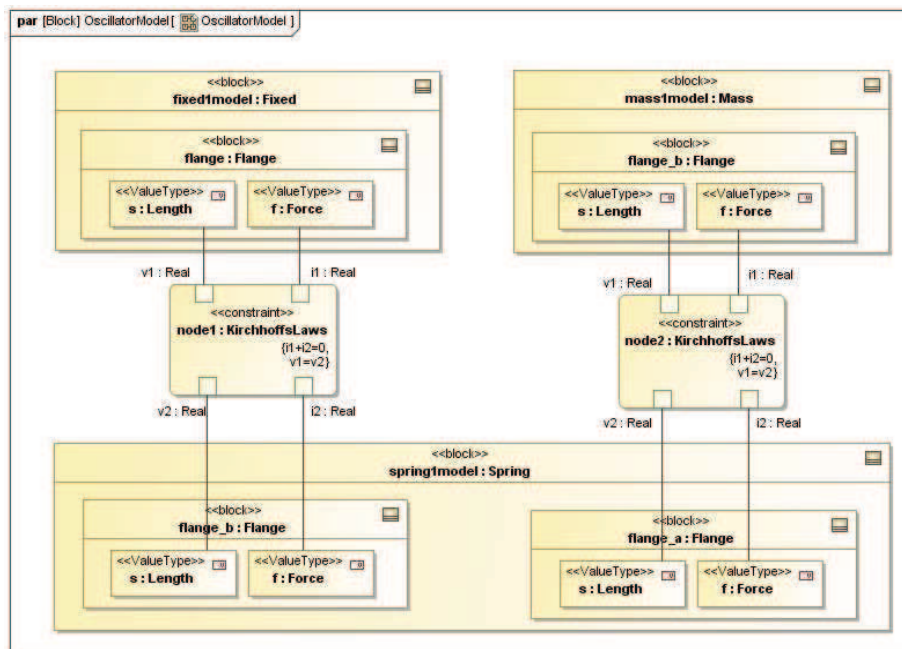 par [Block] OscillatorModel[ OscillatorModel ]
<<block>>
fixed1model : Fixed
<<block>>
flange : Flange
<<ValueType>>
s : Length
<<ValueType>>
f : Force
<<block>>
mass1model : Mass
<<block>>
flange_b : Flange
<<ValueType>>
s : Length
<<ValueType>>
f : Force
v1 : Real
i1 : Real
<<constraint>>
node1 : KirchhoffsLaws
{i1+i2=0,
v1=v2}
v2 : Real
i2 : Real
v1 : Real
i1 : Real
<<constraint>>
node2 : KirchhoffsLaws
{i1+i2=0,
v1=v2}
v2 : Real
i2 : Real
<<block>>
spring1model : Spring
<<block>>
flange_b : Flange
<<ValueType>>
s : Length
<<ValueType>>
f : Force
<<block>>
flange_a : Flange
<<ValueType>>
s : Length
<<ValueType>>
f : Force